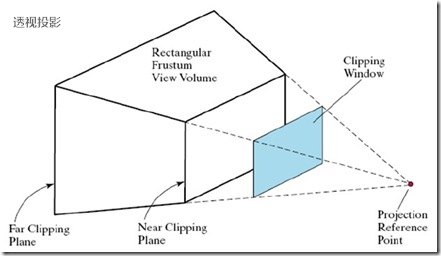 透视投影
Rectangular
Frustum
View Volume
Clipping
Window
Far Clipping
Plane
Near Clipping
Plane
Projection
Reference
Point